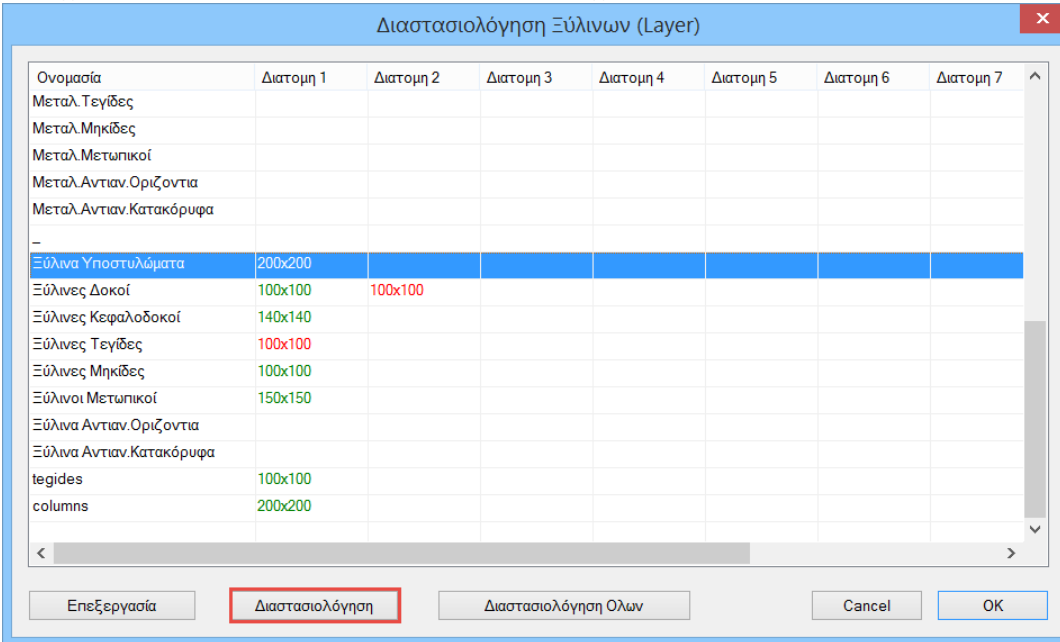 Διαστασιολόγηση Ξύλινων (Layer)
Ονομασία Διατομη 1 Διατομη 2 Διατομη 3 Διατομη 4 Διατομη 5 Διατομη 6 Διατομη 7
Μεταλ.Τεγίδες
Μεταλ.Μηκίδες
Μεταλ.Μετωπικοί
Μεταλ.Αντιαν.Οριζοντια
Μεταλ.Αντιαν.Κατακόρυφα
_
Ξύλινα Υποστυλώματα 200x200
Ξύλινες Δοκοί 100x100 100x100
Ξύλινες Κεφαλοδοκοί 140x140
Ξύλινες Τεγίδες 100x100
Ξύλινες Μηκίδες 100x100
Ξύλινοι Μετωπικοί 150x150
Ξύλινα Αντιαν.Οριζοντια
Ξύλινα Αντιαν.Κατακόρυφα
tegides 100x100
columns 200x200
Επεξεργασία Διαστασιολόγηση Διαστασιολόγηση Ολων Cancel OK